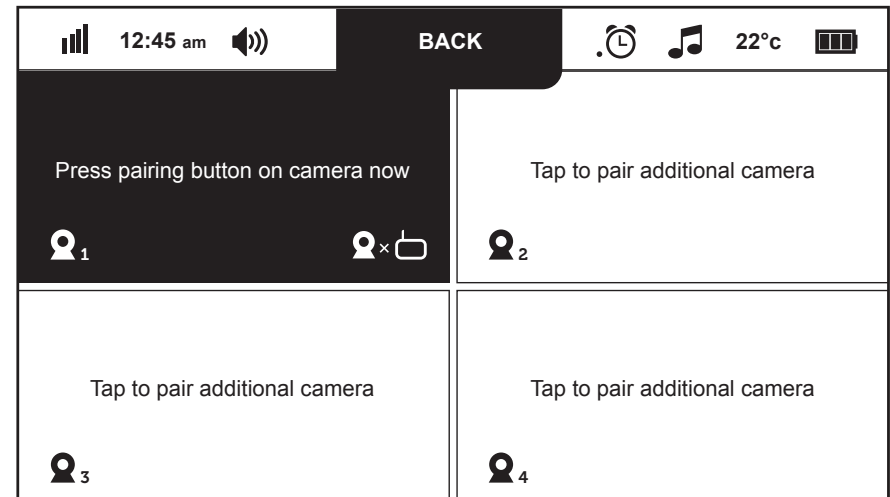 12:45 am BACK 22°c
Press pairing button on camera now
Tap to pair additional camera
1
2
Tap to pair additional camera
Tap to pair additional camera
3
4